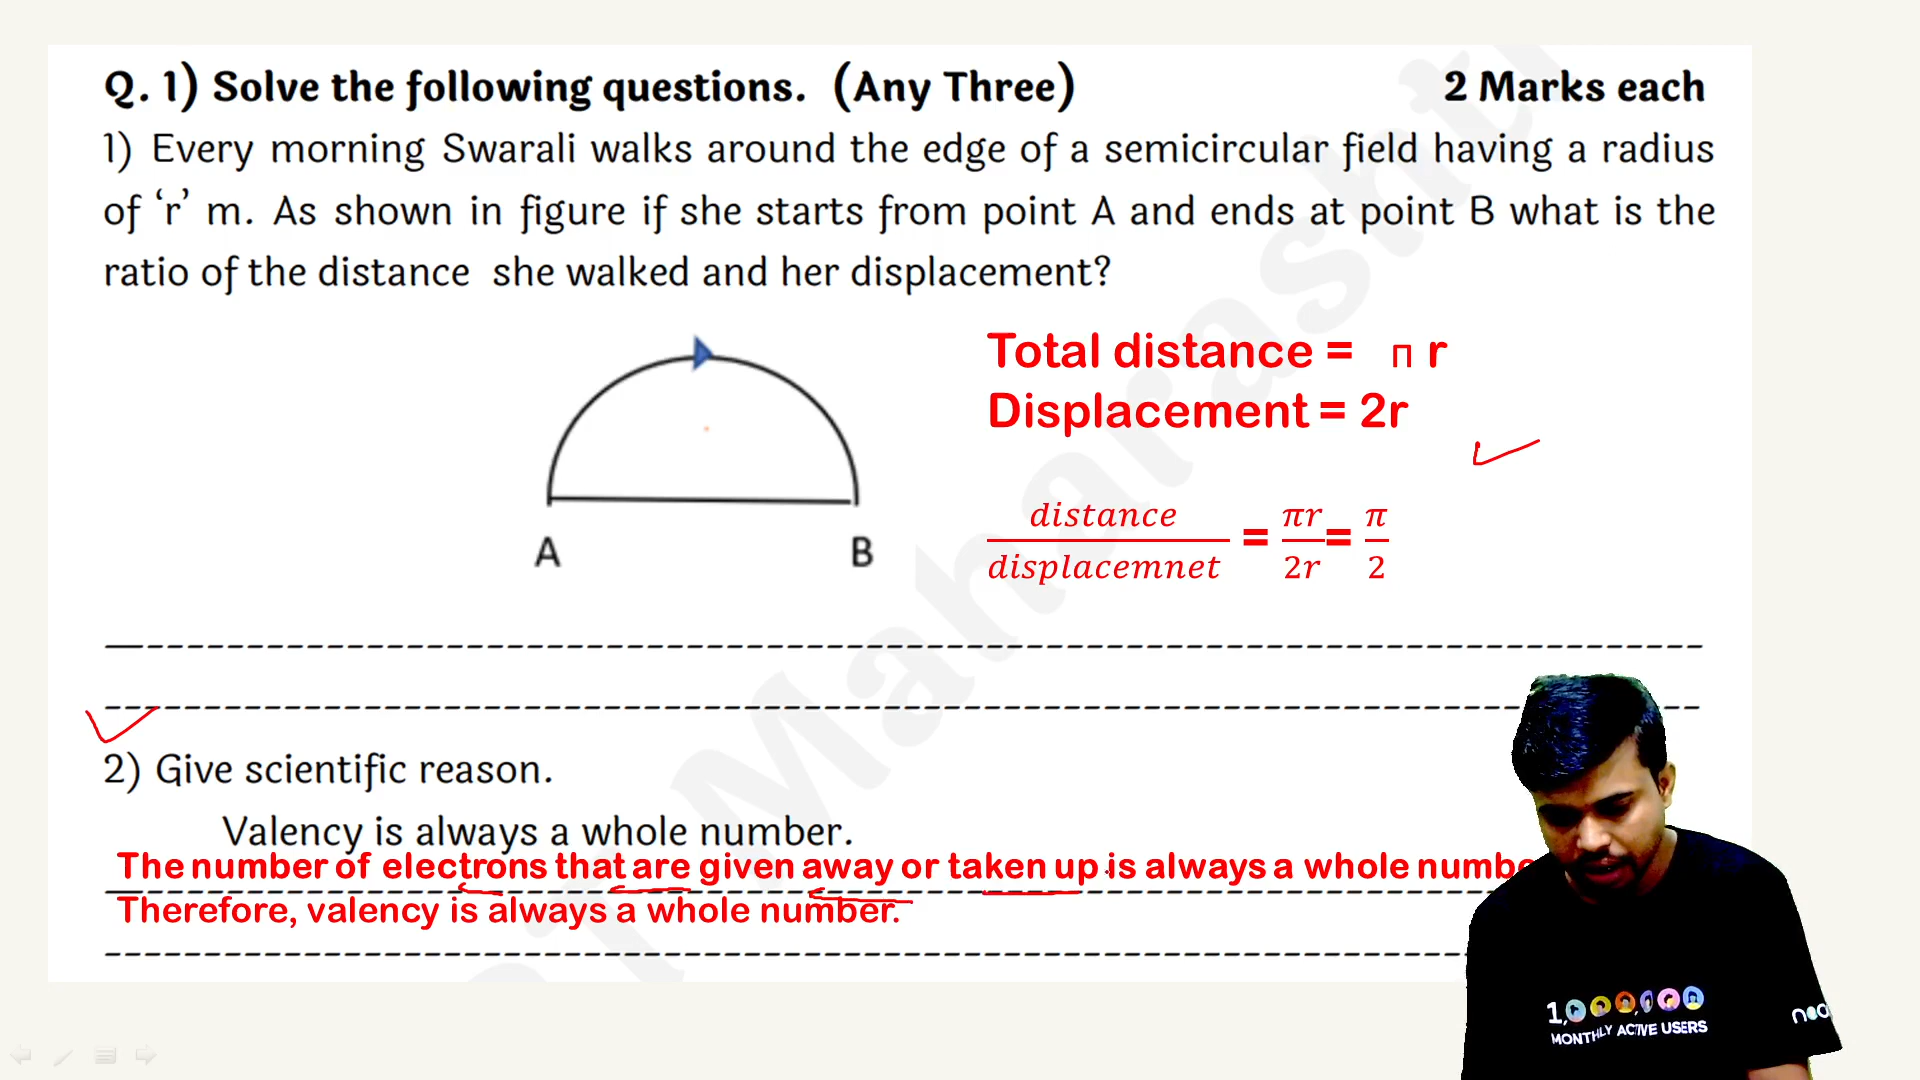 Q. 1) Solve the following questions. (Any Three) 2 Marks each
1) Every morning Swarali walks around the edge of a semicircular field having a radius
of ‘r’ m. As shown in figure if she starts from point A and ends at point B what is the
ratio of the distance she walked and her displacement?
Total distance = π r
Displacement = 2r
distance/displacemnet = πr/2r = π/2
A B
2) Give scientific reason.
Valency is always a whole number.
The number of electrons that are given away or taken up is always a whole
Therefore, valency is always a whole number.
Maharasht
MONTHLY ACTIVE USERS